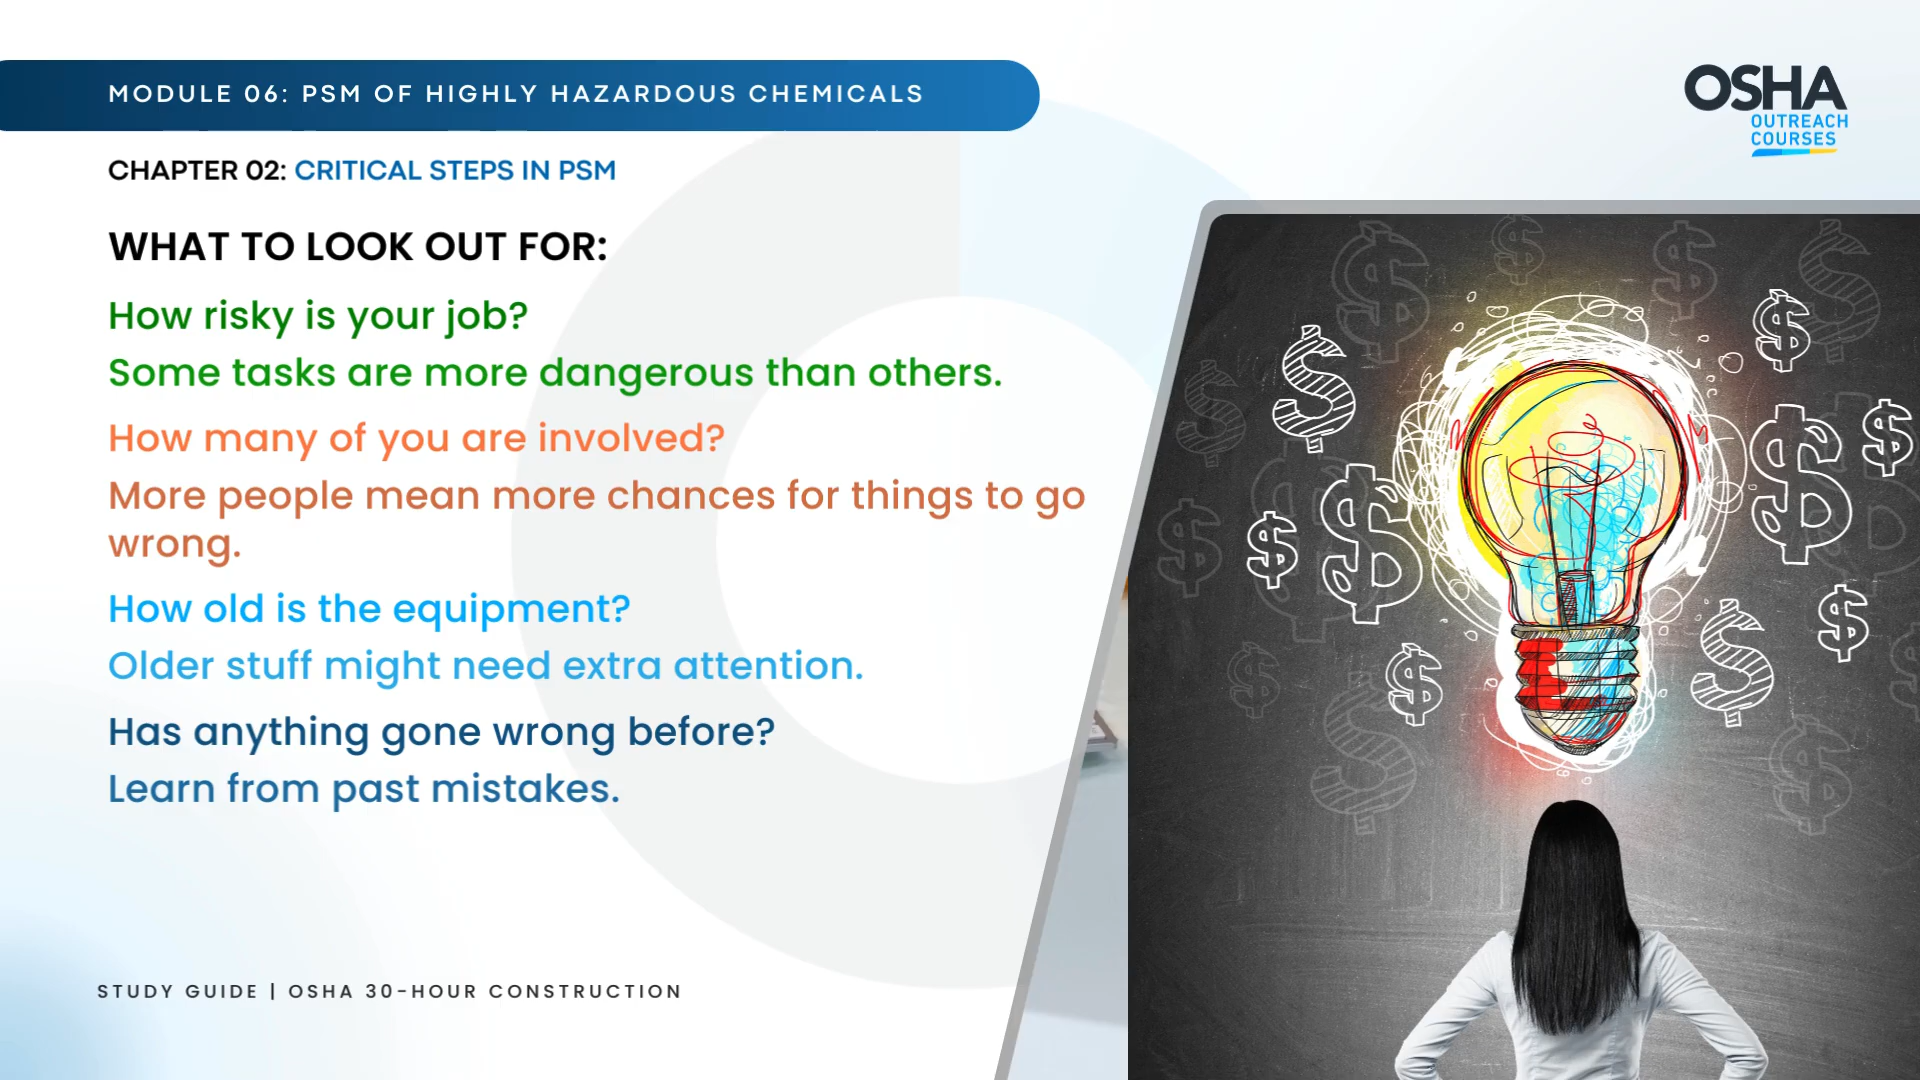 MODULE 06: PSM OF HIGHLY HAZARDOUS CHEMICALS
OSHA
OUTREACH
COURSES
CHAPTER 02: CRITICAL STEPS IN PSM
WHAT TO LOOK OUT FOR:
How risky is your job?
Some tasks are more dangerous than others.
How many of you are involved?
More people mean more chances for things to go
wrong.
How old is the equipment?
Older stuff might need extra attention.
Has anything gone wrong before?
Learn from past mistakes.
STUDY GUIDE | OSHA 30-HOUR CONSTRUCTION